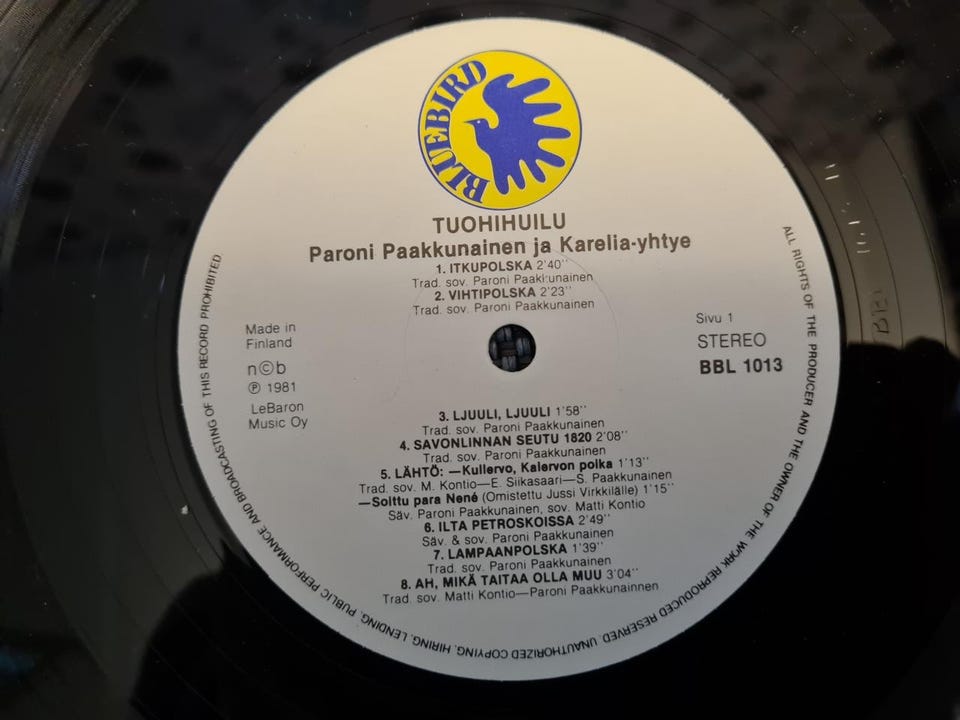 BLUEBIRD
TUOHIHUILU
Paroni Paakkunainen ja Karelia-yhtye
1. ITKUPOLSKA 2'40''
Trad. sov. Paroni Paakkunainen
2. VIHTIPOLSKA 2'23''
Trad. sov. Paroni Paakkunainen
Made in
Finland
n©b
℗ 1981
LeBaron
Music Oy
Sivu 1
STEREO
BBL 1013
3. LJUULI, LJUULI 1'58''
Trad. sov. Paroni Paakkunainen
4. SAVONLINNAN SEUTU 1820 2'08''
Trad. sov. Paroni Paakkunainen
5. LÄHTÖ: —Kullervo, Kalervon poika 1'13''
Trad. sov. M. Kontio—E. Siikasaari—S. Paakkunainen
—Soittu para Nené (Omistettu Jussi Virkkilälle) 1'15''
Säv. Paroni Paakkunainen, sov. Matti Kontio
6. ILTA PETROSKOISSA 2'49''
Säv. & sov. Paroni Paakkunainen
7. LAMPAANPOLSKA 1'39''
Trad. sov. Paroni Paakkunainen
8. AH, MIKÄ TAITAA OLLA MUU 3'04''
Trad. sov. Matti Kontio—Paroni Paakkunainen
ALL RIGHTS OF THE PRODUCER AND THE OWNER OF THE WORK REPRODUCED RESERVED. UNAUTHORIZED COPYING, HIRING, LENDING, PUBLIC PERFORMANCE AND BROADCASTING OF THIS RECORD PROHIBITED